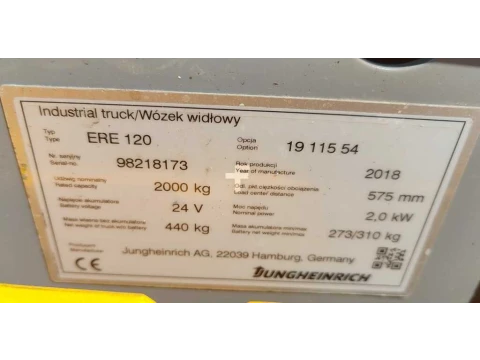 Industrial truck/Wózek widłowy
Typ
Type ERE 120 Opcja
Option 19 115 54
Nr. seryjny
Serial-no. 98218173 Rok produkcji
Year of manufacture 2018
Udźwig nominalny
Rated capacity 2000 kg Odl. pkt ciężkości obciążenia
Load center distance 575 mm
Napięcie akumulatora
Battery voltage 24 V Moc napędu
Nominal power 2,0 kW
Masa własna bez akumulatora
Net weight of truck with battery 440 kg Masa akumulatora min/max
Battery net weight min/max 273/310 kg
Producent
Manufacturer Jungheinrich AG, 22039 Hamburg, Germany
CE JUNGHEINRICH